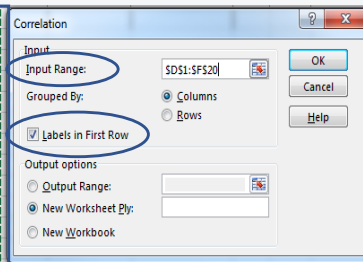 Correlation
Input
Input Range:
$D$1:$F$20
OK
Grouped By:
Columns
Cancel
Rows
Help
Labels in First Row
Output options
Output Range:
New Worksheet Ply:
New Workbook